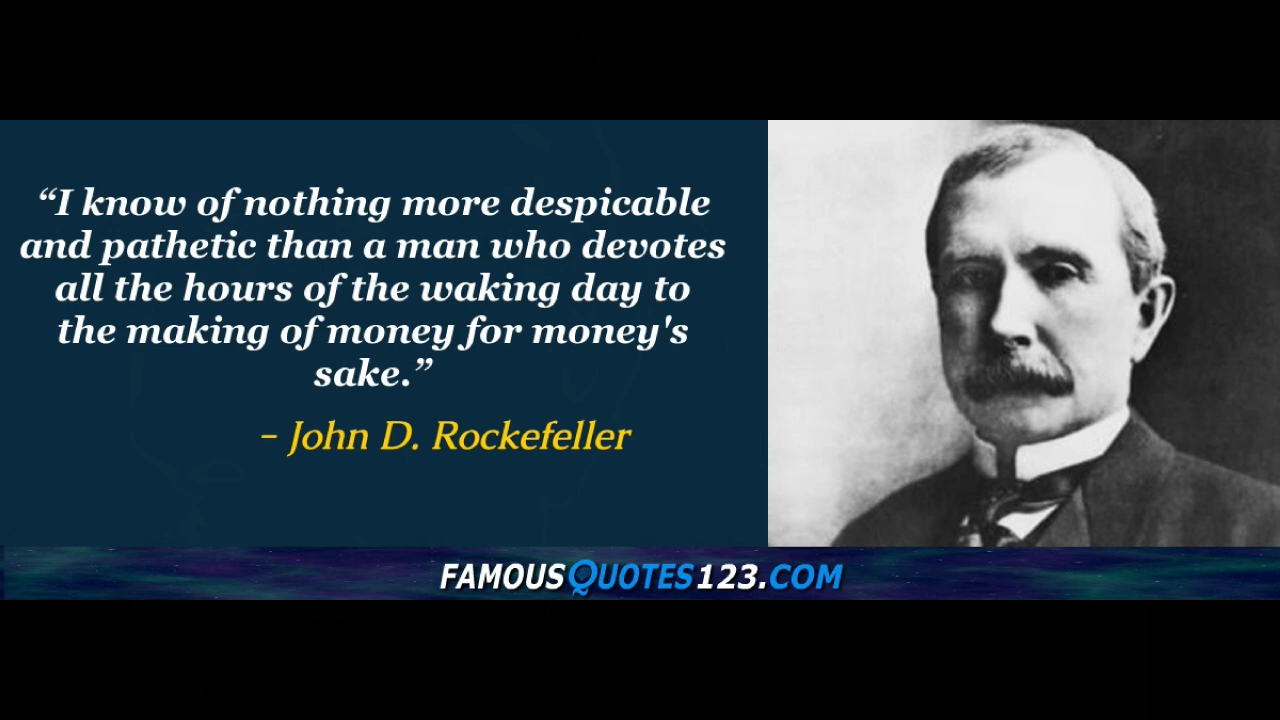 “I know of nothing more despicable
and pathetic than a man who devotes
all the hours of the waking day to
the making of money for money's
sake.”
– John D. Rockefeller
FAMOUSQUOTES123.COM